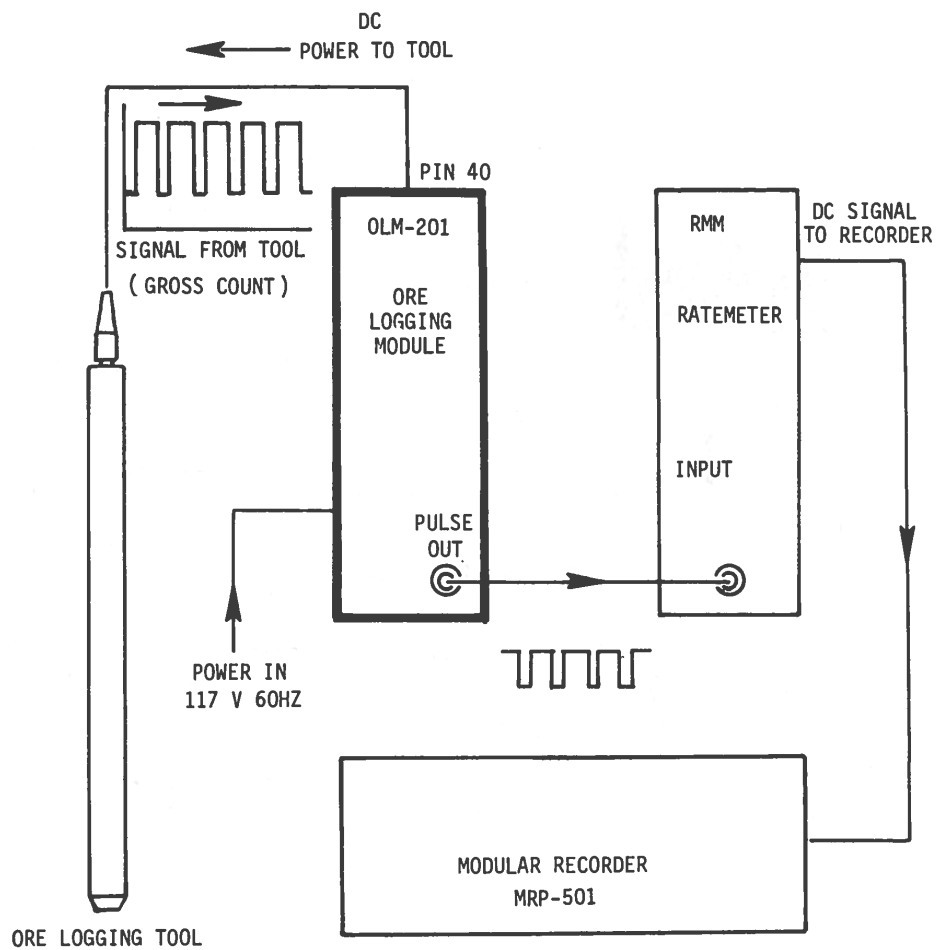 DC
POWER TO TOOL
PIN 40
SIGNAL FROM TOOL
(GROSS COUNT)
OLM-201
ORE
LOGGING
MODULE
PULSE
OUT
RMM
RATEMETER
INPUT
DC SIGNAL
TO RECORDER
POWER IN
117 V 60HZ
MODULAR RECORDER
MRP-501
ORE LOGGING TOOL